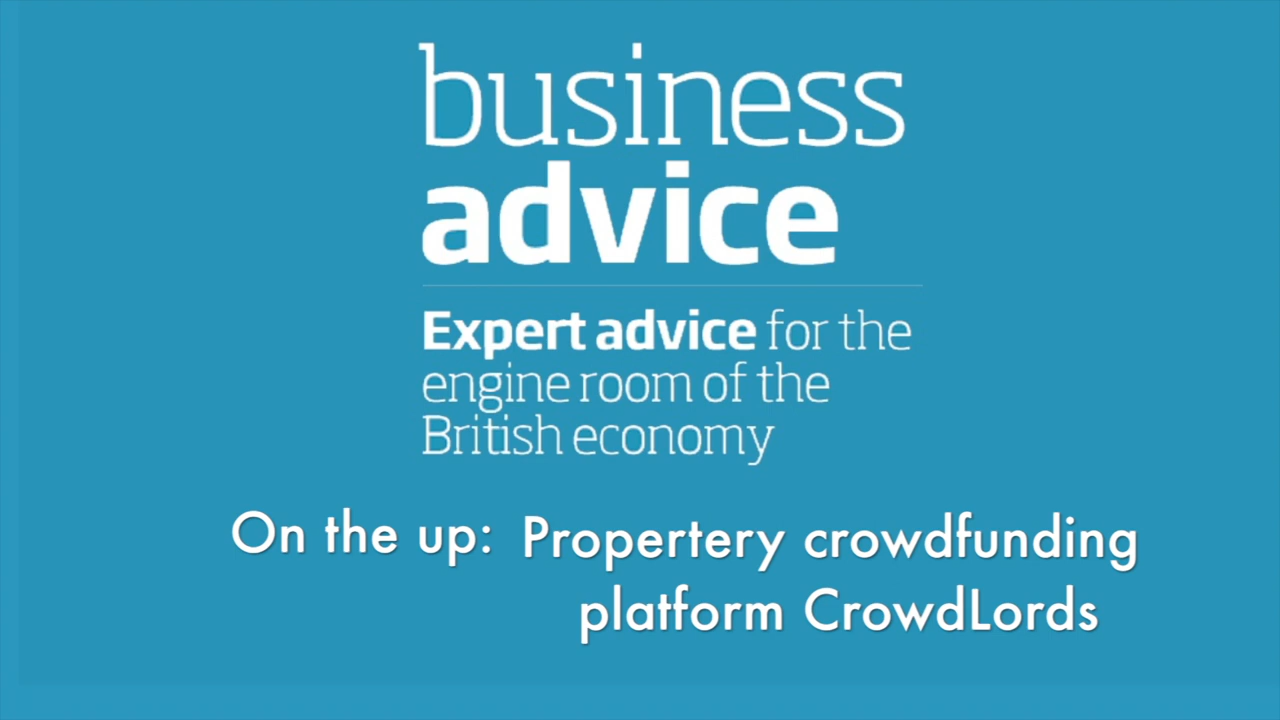 business
advice
Expert advice for the
engine room of the
British economy
On the up: Propertery crowdfunding
platform CrowdLords